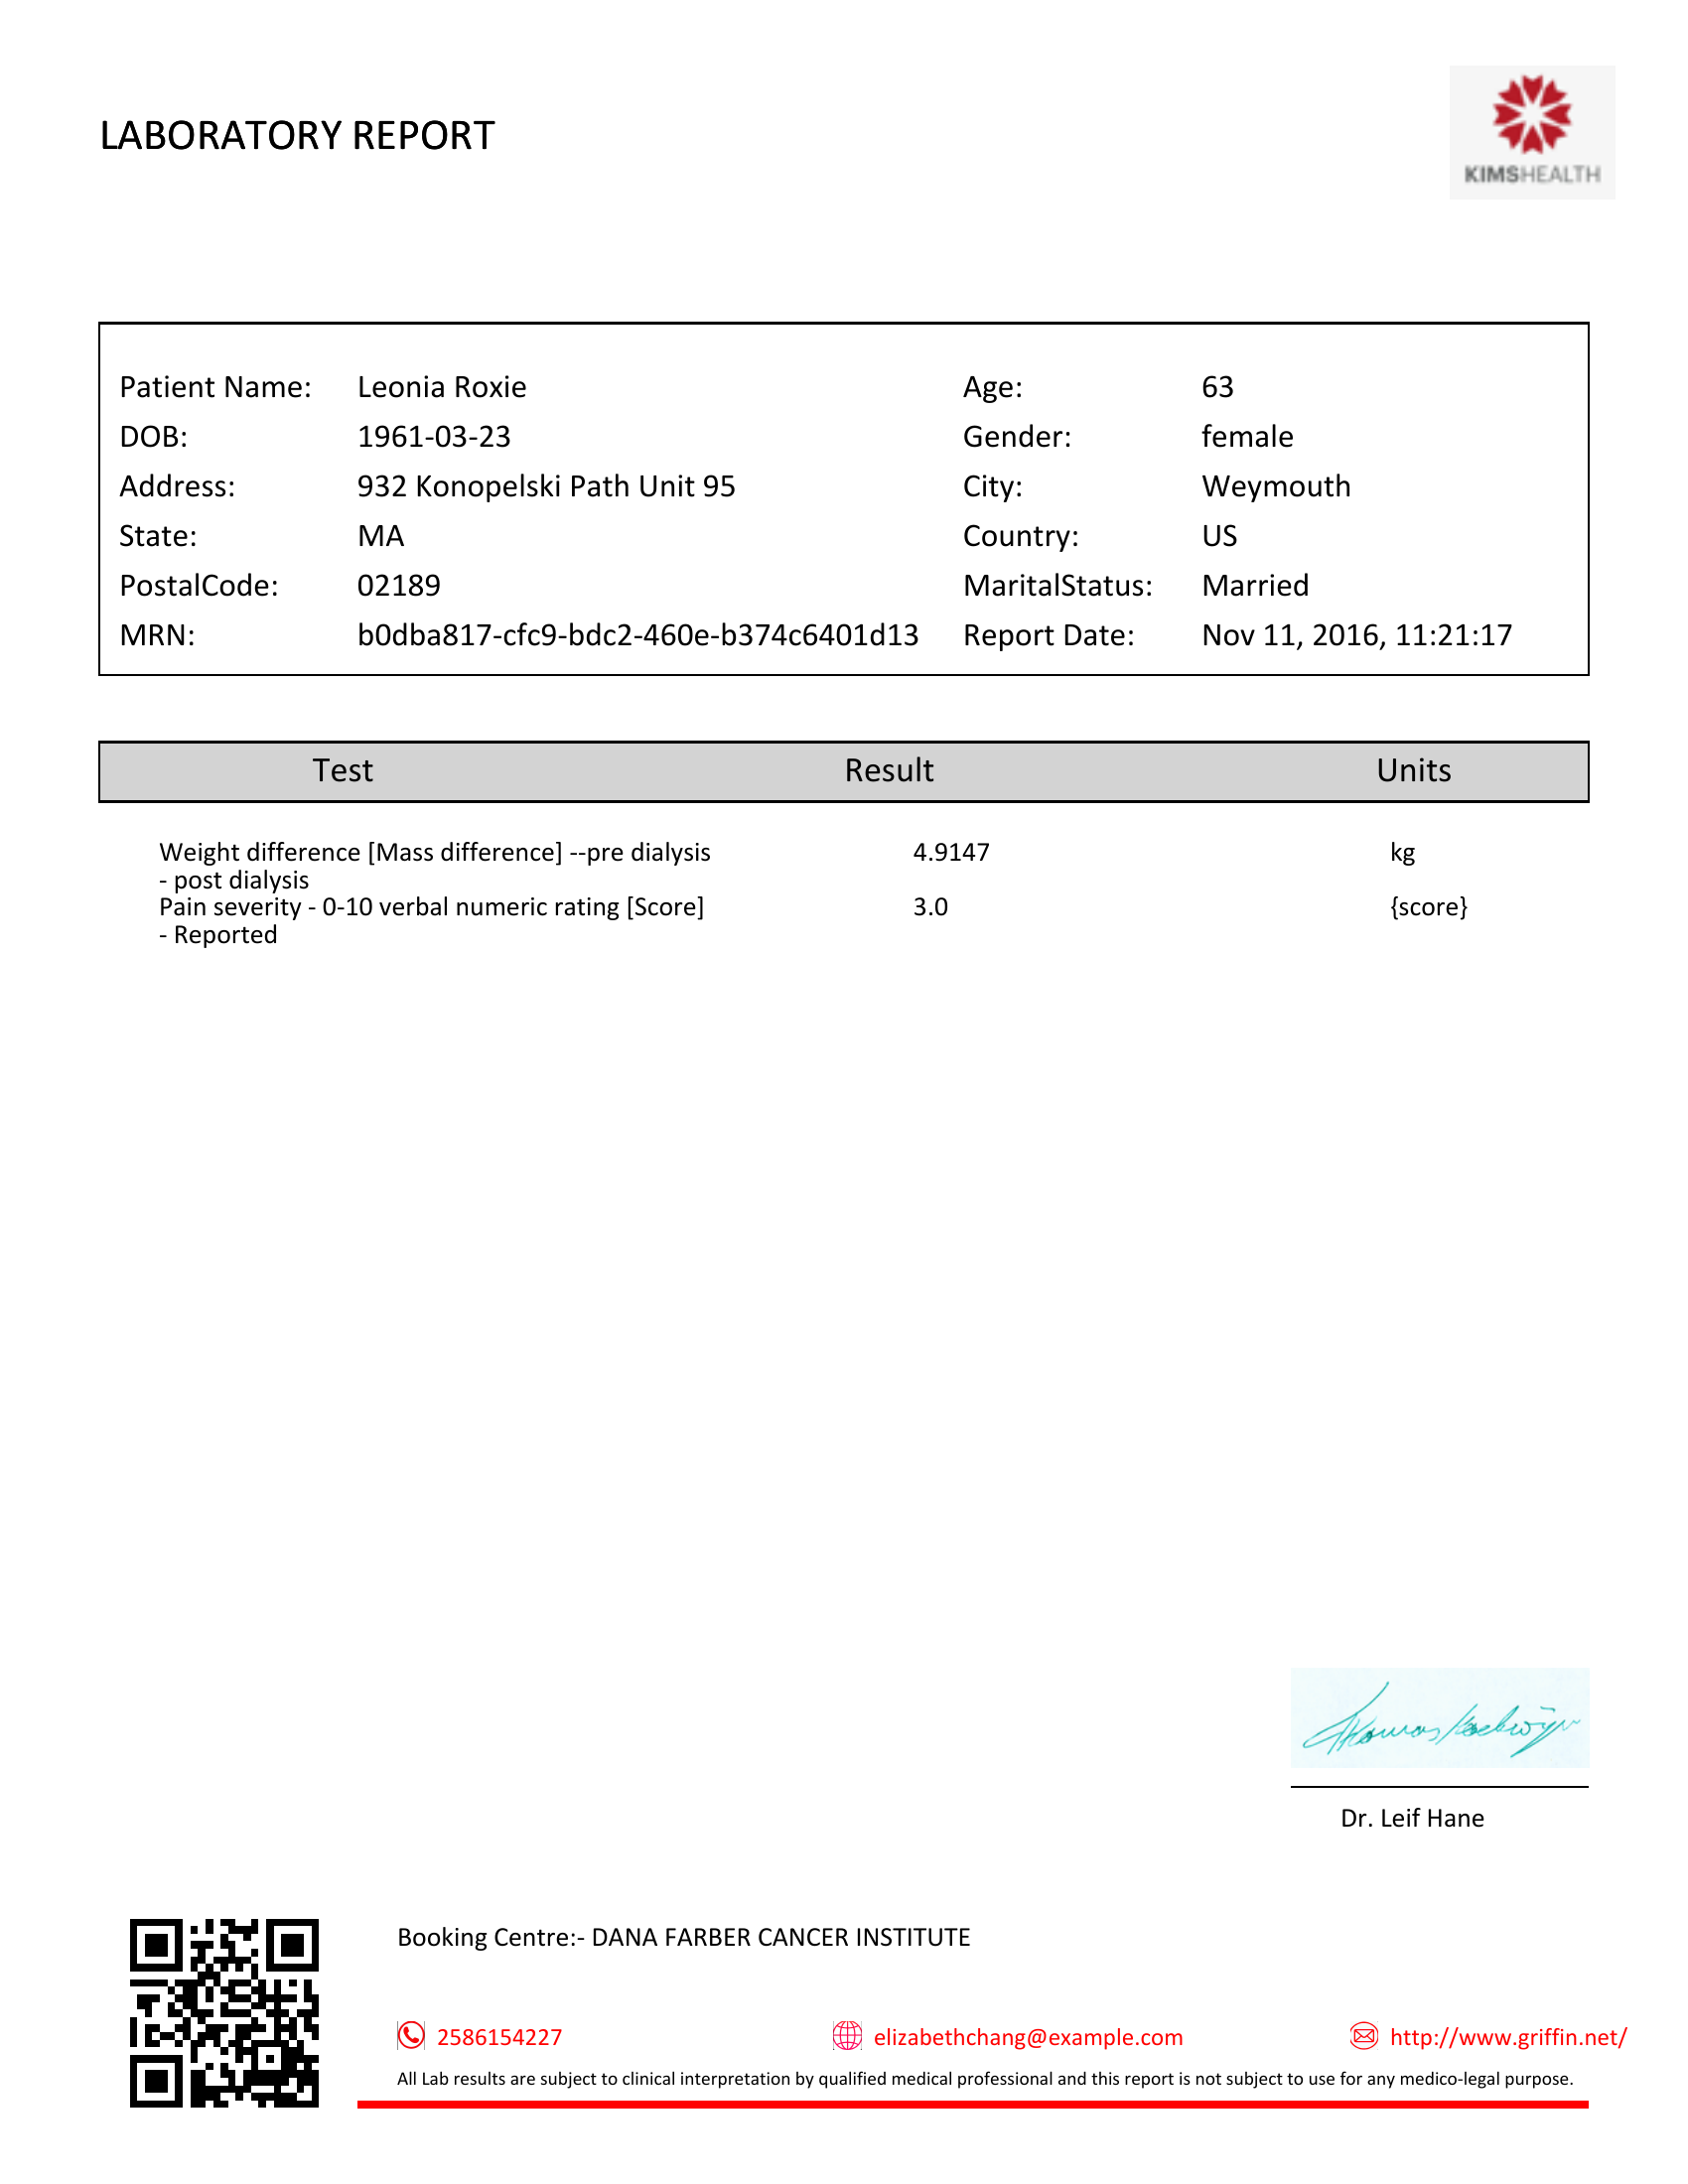 LABORATORY REPORT
KIMSHEALTH
Patient Name: Leonia Roxie Age: 63
DOB: 1961-03-23 Gender: female
Address: 932 Konopelski Path Unit 95 City: Weymouth
State: MA Country: US
PostalCode: 02189 MaritalStatus: Married
MRN: b0dba817-cfc9-bdc2-460e-b374c6401d13 Report Date: Nov 11, 2016, 11:21:17
Test Result Units
Weight difference [Mass difference] --pre dialysis 4.9147 kg
- post dialysis
Pain severity - 0-10 verbal numeric rating [Score] 3.0 {score}
- Reported
Dr. Leif Hane
Booking Centre:- DANA FARBER CANCER INSTITUTE
2586154227 elizabethchang@example.com http://www.griffin.net/
All Lab results are subject to clinical interpretation by qualified medical professional and this report is not subject to use for any medico-legal purpose.